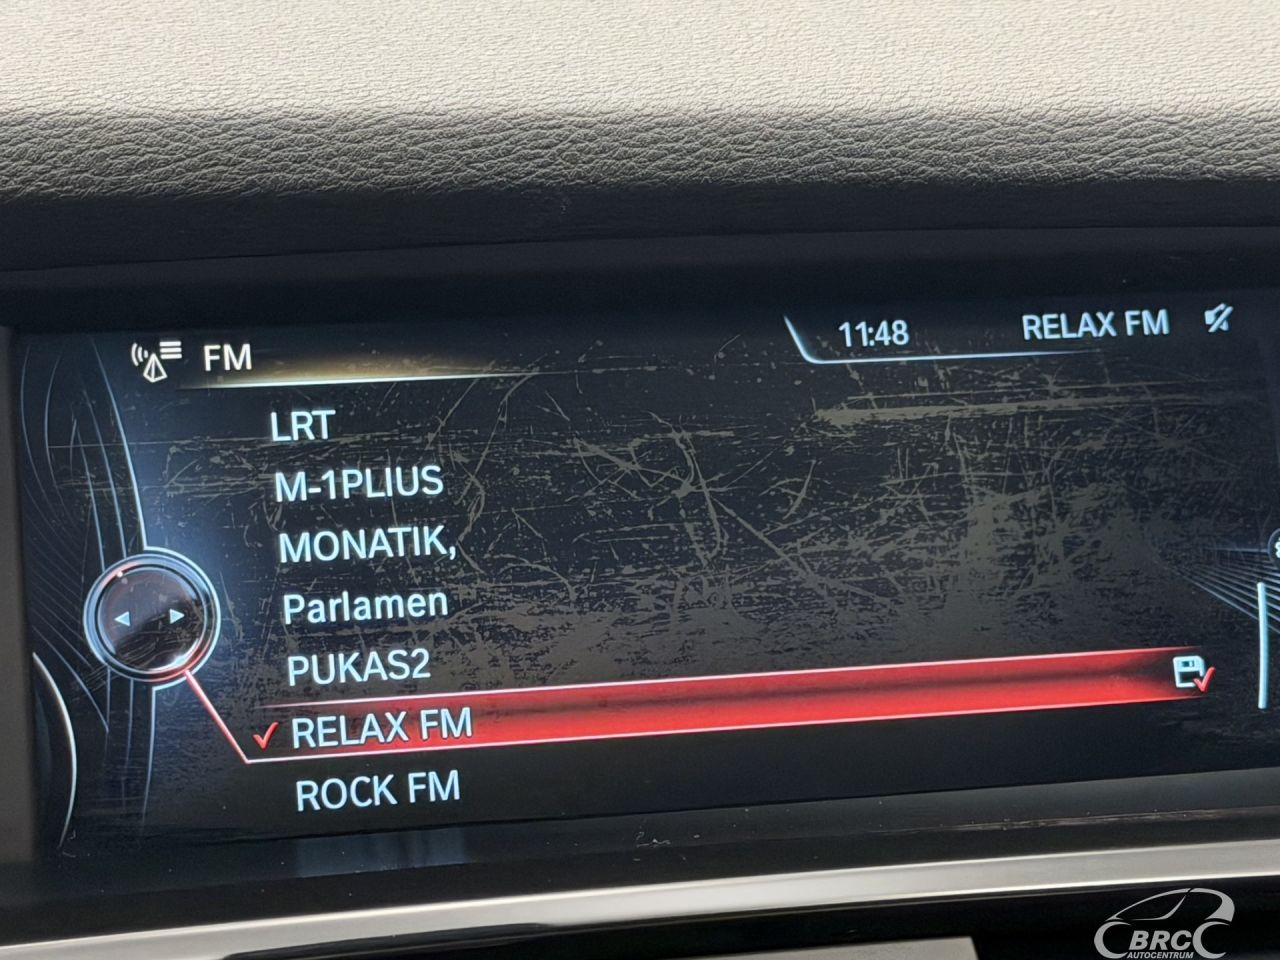 FM
11:48
RELAX FM
LRT
M-1PLIUS
MONATIK,
Parlamen
PUKAS2
RELAX FM
ROCK FM
BRC
AUTOCENTRUM